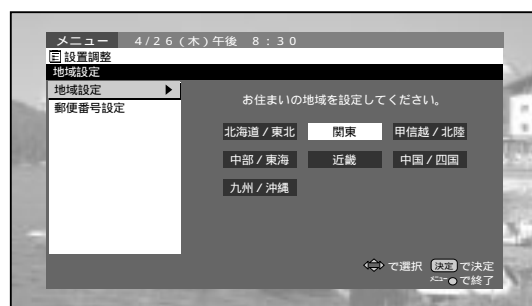 メニュー 4/26(木)午後 8:30
設置調整
地域設定
地域設定 ▶
郵便番号設定
お住まいの地域を設定してください。
北海道/東北 関東 甲信越/北陸
中部/東海 近畿 中国/四国
九州/沖縄
で選択 決定 で決定
メニュー で終了